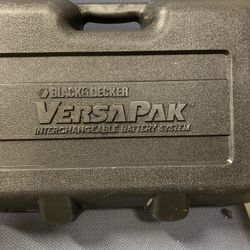 BLACK & DECKER
VERSAPAK
INTERCHANGEABLE BATTERY SYSTEM